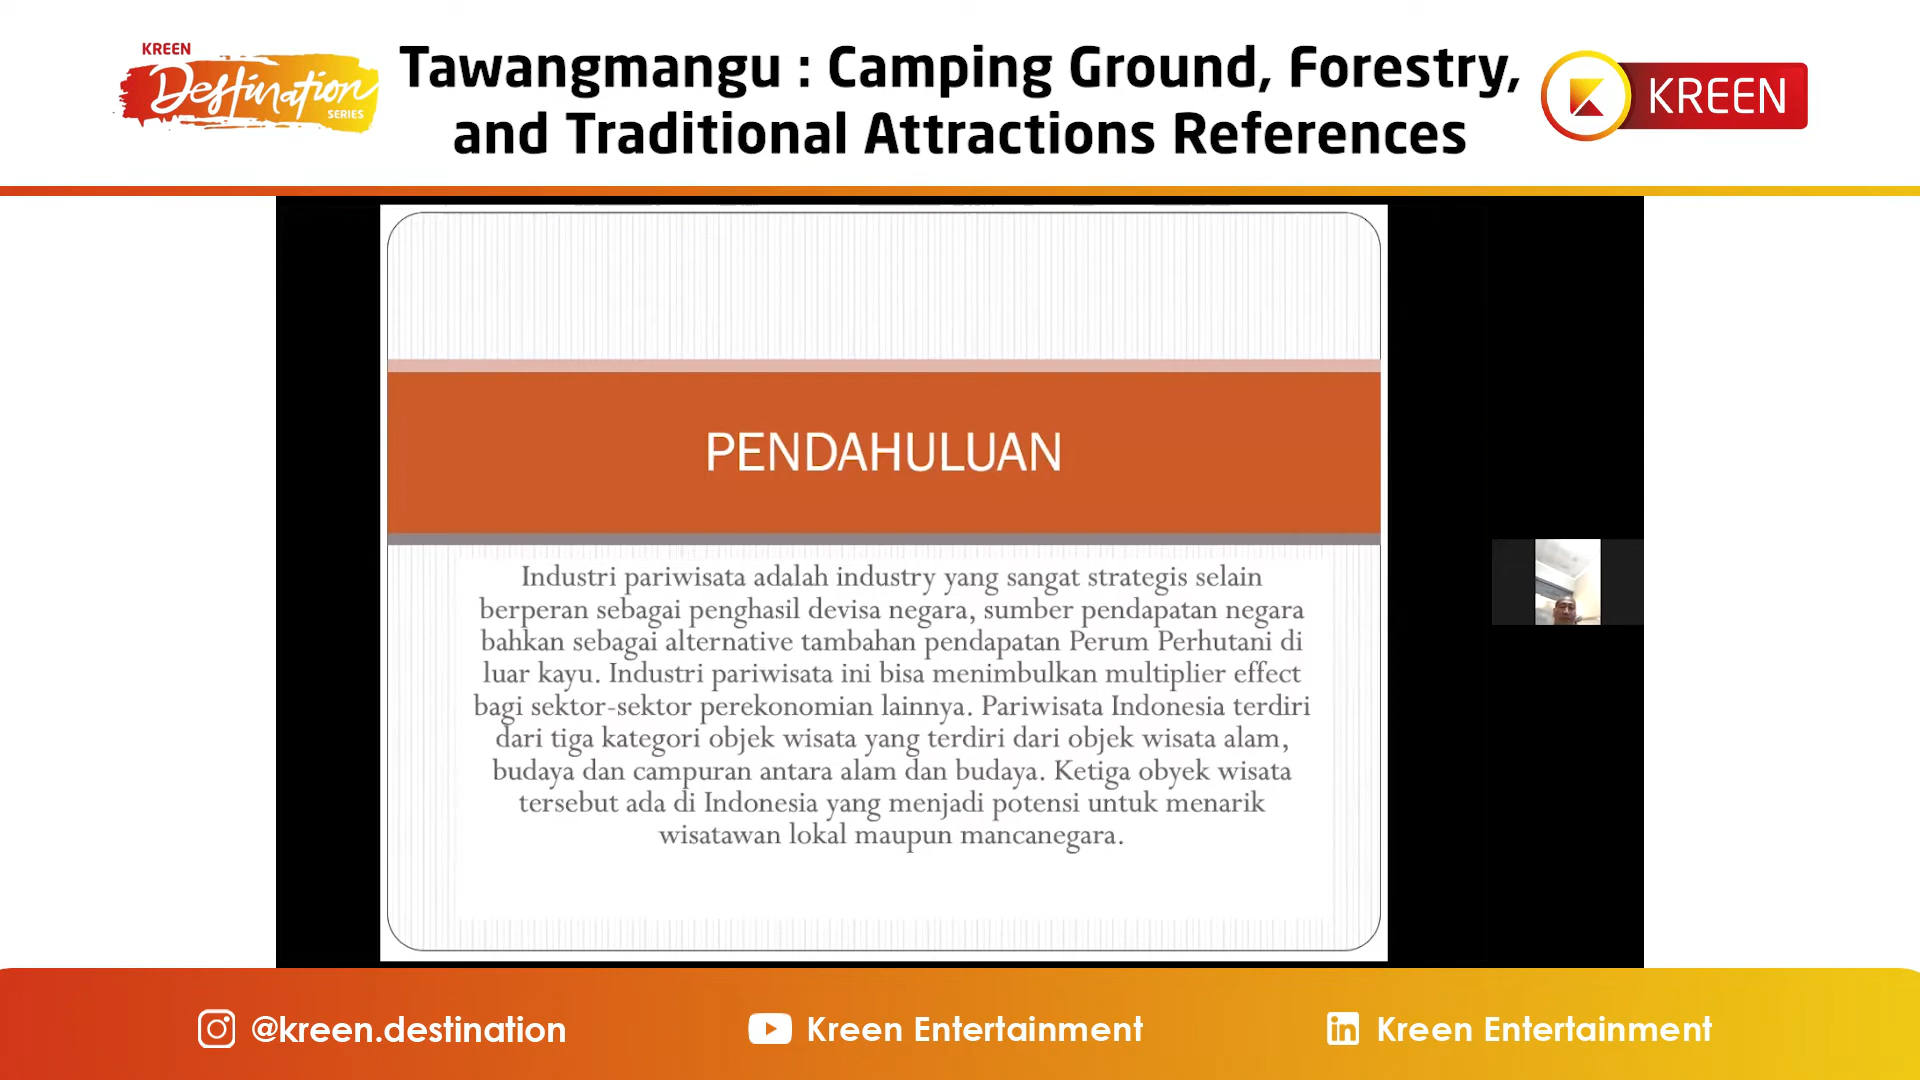 KREEN
Destination
SERIES
Tawangmangu : Camping Ground, Forestry,
and Traditional Attractions References
KREEN
PENDAHULUAN
Industri pariwisata adalah industry yang sangat strategis selain
berperan sebagai penghasil devisa negara, sumber pendapatan negara
bahkan sebagai alternative tambahan pendapatan Perum Perhutani di
luar kayu. Industri pariwisata ini bisa menimbulkan multiplier effect
bagi sektor-sektor perekonomian lainnya. Pariwisata Indonesia terdiri
dari tiga kategori objek wisata yang terdiri dari objek wisata alam,
budaya dan campuran antara alam dan budaya. Ketiga obyek wisata
tersebut ada di Indonesia yang menjadi potensi untuk menarik
wisatawan lokal maupun mancanegara.
@kreen.destination
Kreen Entertainment
in Kreen Entertainment